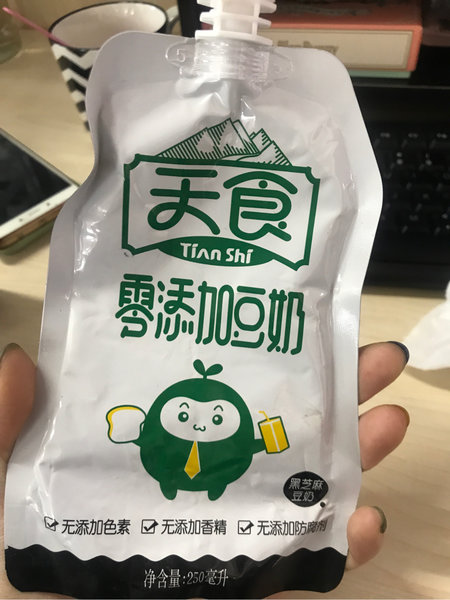 天食
Tian Shi
零添加豆奶
黑芝麻
豆奶
无添加色素 无添加香精 无添加防腐剂
净含量:250毫升